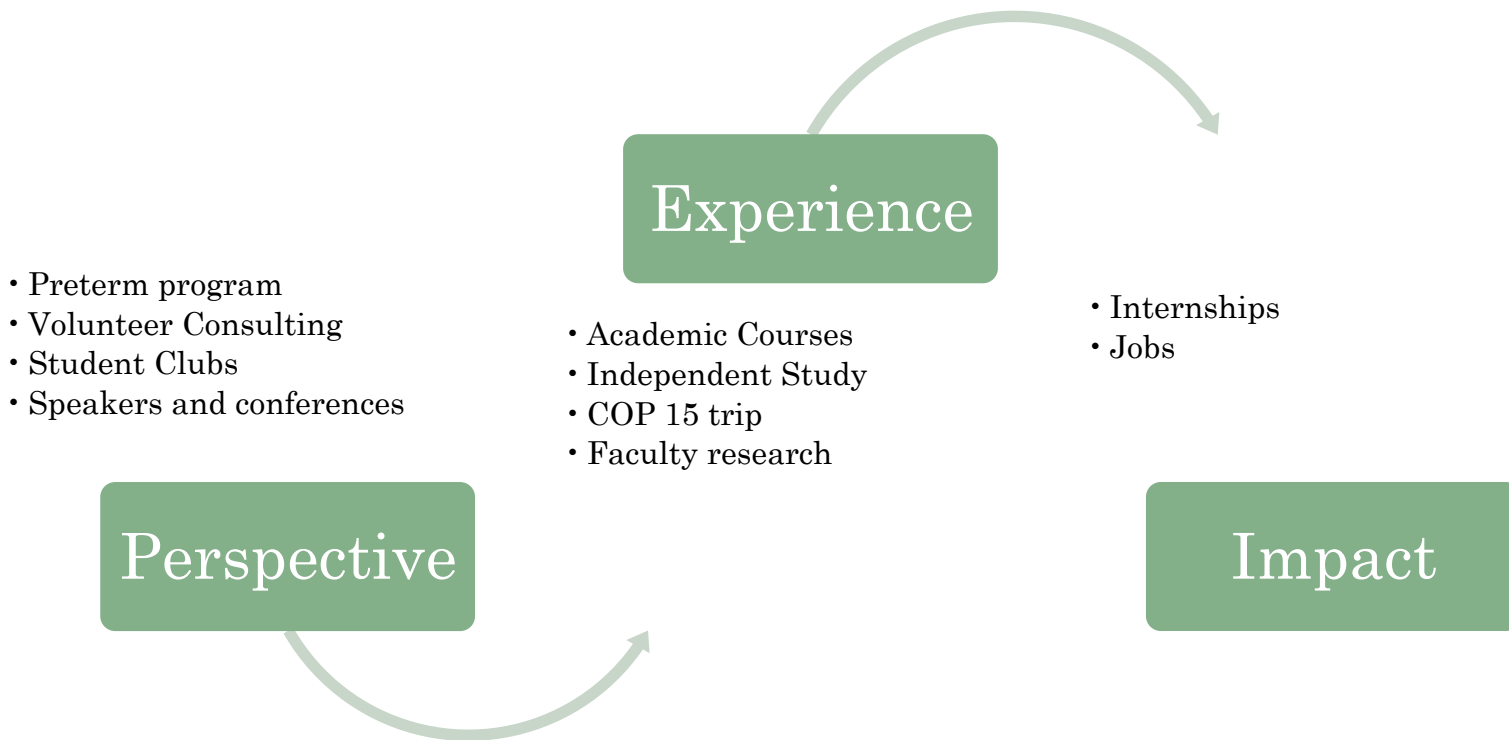 • Preterm program
• Volunteer Consulting
• Student Clubs
• Speakers and conferences
Perspective
Experience
• Academic Courses
• Independent Study
• COP 15 trip
• Faculty research
• Internships
• Jobs
Impact